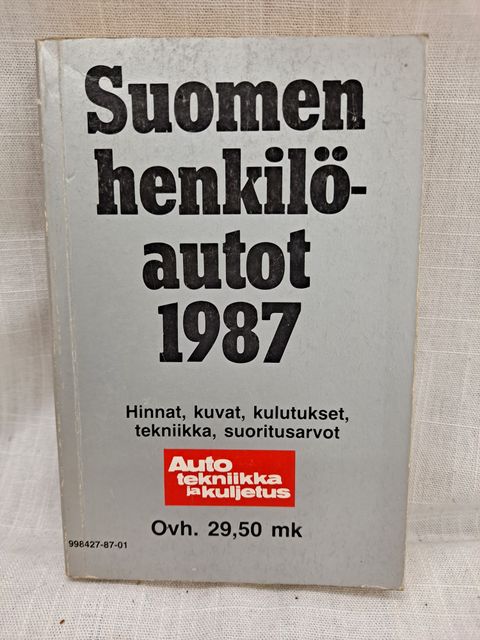 Suomen
henkilö-
autot
1987
Hinnat, kuvat, kulutukset,
tekniikka, suoritusarvot
Auto
tekniikka
ja kuljetus
Ovh. 29,50 mk
998427-87-01